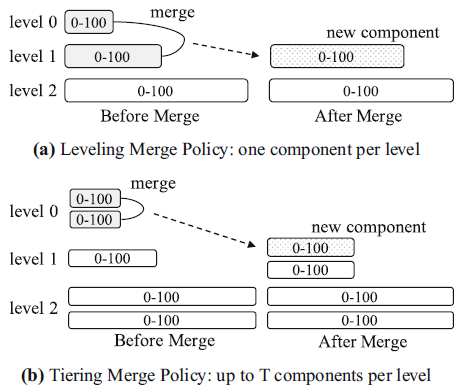 level 0 0-100 merge
new component
level 1 0-100 0-100
level 2 0-100 0-100
Before Merge After Merge
(a) Leveling Merge Policy: one component per level
merge
0-100
level 0
0-100
new component
0-100
level 1 0-100
0-100
0-100 0-100
level 2
0-100 0-100
Before Merge After Merge
(b) Tiering Merge Policy: up to T components per level